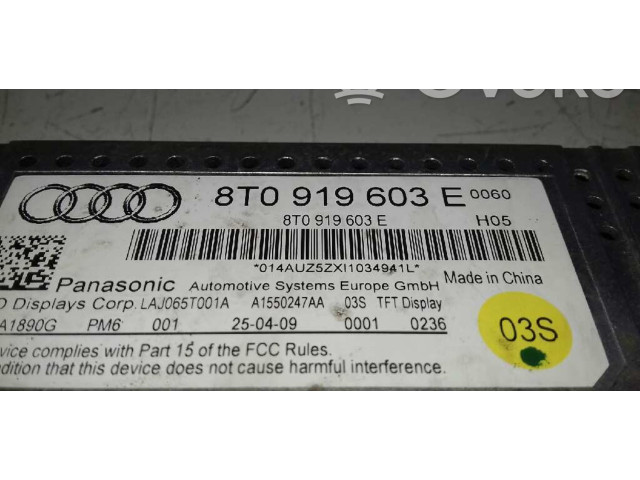 8T0 919 603 E 0060
8T0 919 603 E H05
*014AUZ5ZXI1034941L*
Panasonic Automotive Systems Europe GmbH Made in China
D Displays Corp. LAJ065T001A A1550247AA 03S TFT Display
A1890G PM6 001 25-04-09 0001 0236
03S
vice complies with Part 15 of the FCC Rules.
ndition that this device does not cause harmful interference.